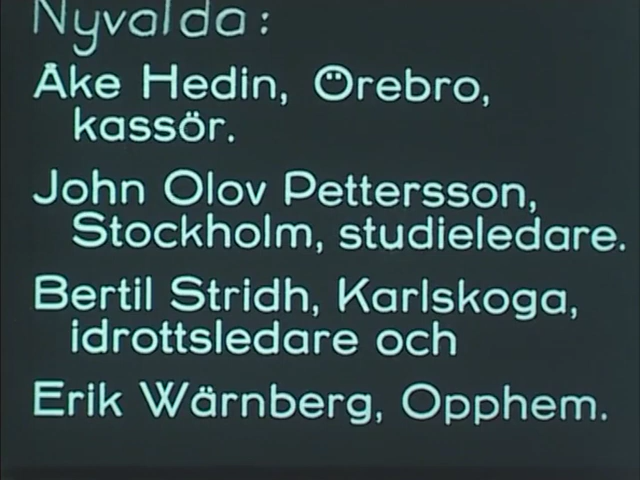 Nyvalda:
Åke Hedin, Örebro,
kassör.
John Olov Pettersson,
Stockholm, studieledare.
Bertil Stridh, Karlskoga,
idrottsledare och
Erik Wärnberg, Opphem.